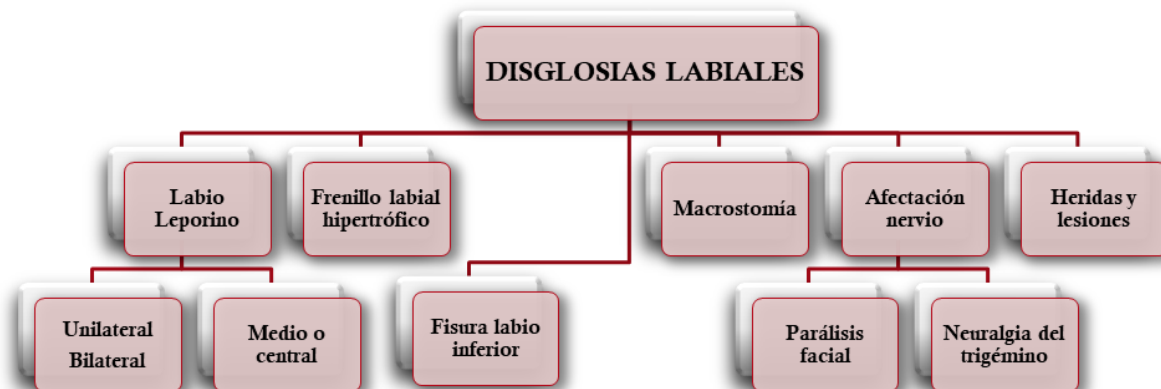 DISGLOSIAS LABIALES
Labio
Leporino
Frenillo labial
hipertrófico
Macrostomía
Afectación
nervio
Heridas y
lesiones
Unilateral
Bilateral
Medio o
central
Fisura labio
inferior
Parálisis
facial
Neuralgia del
trigémino